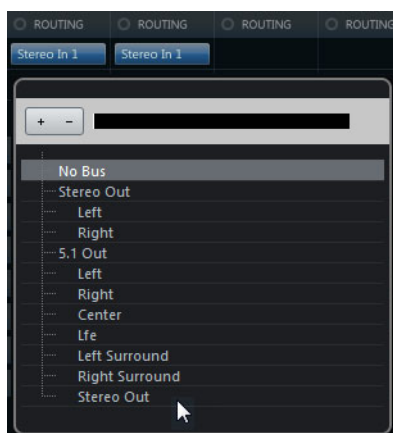 ROUTING ROUTING ROUTING ROUTING
Stereo In 1 Stereo In 1
+ -
No Bus
Stereo Out
Left
Right
5.1 Out
Left
Right
Center
Lfe
Left Surround
Right Surround
Stereo Out